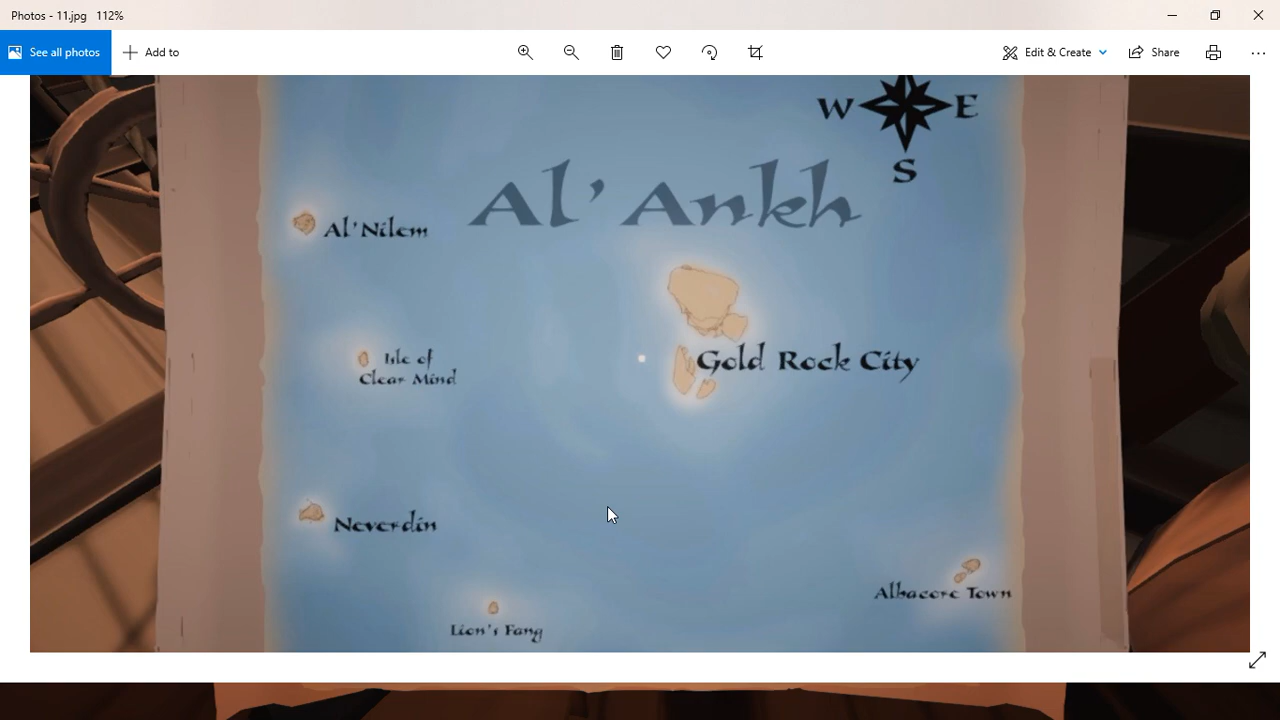 Photos - 11.jpg 112%
See all photos
Add to
Edit & Create
Share
W E
S
Al' Ankh
Al'Nilem
Isle of
Clear Mind
Gold Rock City
Neverdin
Albacore Town
Lion's Fang